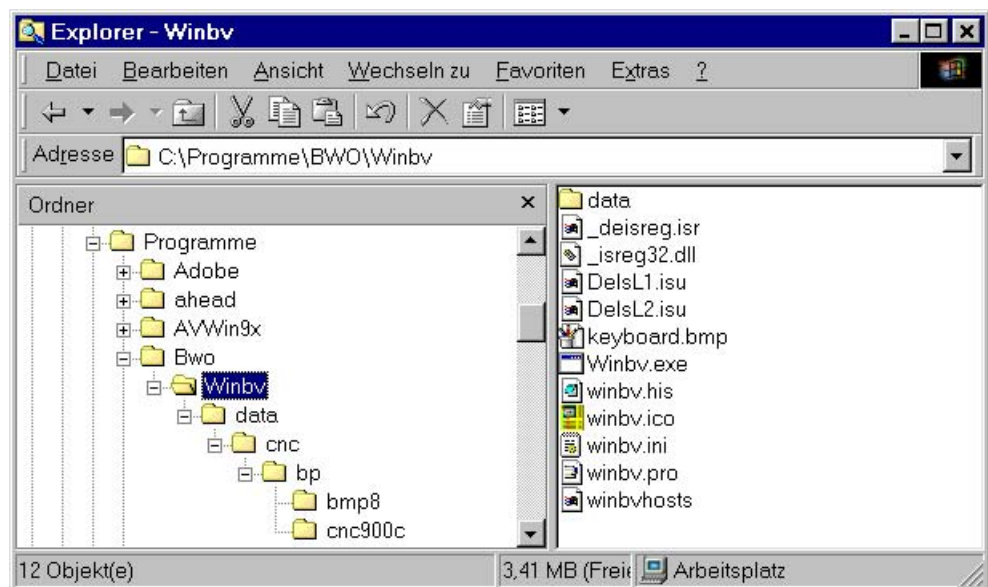 Explorer - Winbv
Datei Bearbeiten Ansicht Wechseln zu Favoriten Extras ?
Adresse C:\Programme\BWO\Winbv
Ordner
Programme
Adobe
ahead
AVWin9x
Bwo
Winbv
data
cnc
bp
bmp8
cnc900c
data
_deisreg.isr
_isreg32.dll
DelsL1.isu
DelsL2.isu
keyboard.bmp
Winbv.exe
winbv.his
winbv.ico
winbv.ini
winbv.pro
winbvhosts
12 Objekt(e) 3,41 MB (Freie Arbeitsplatz